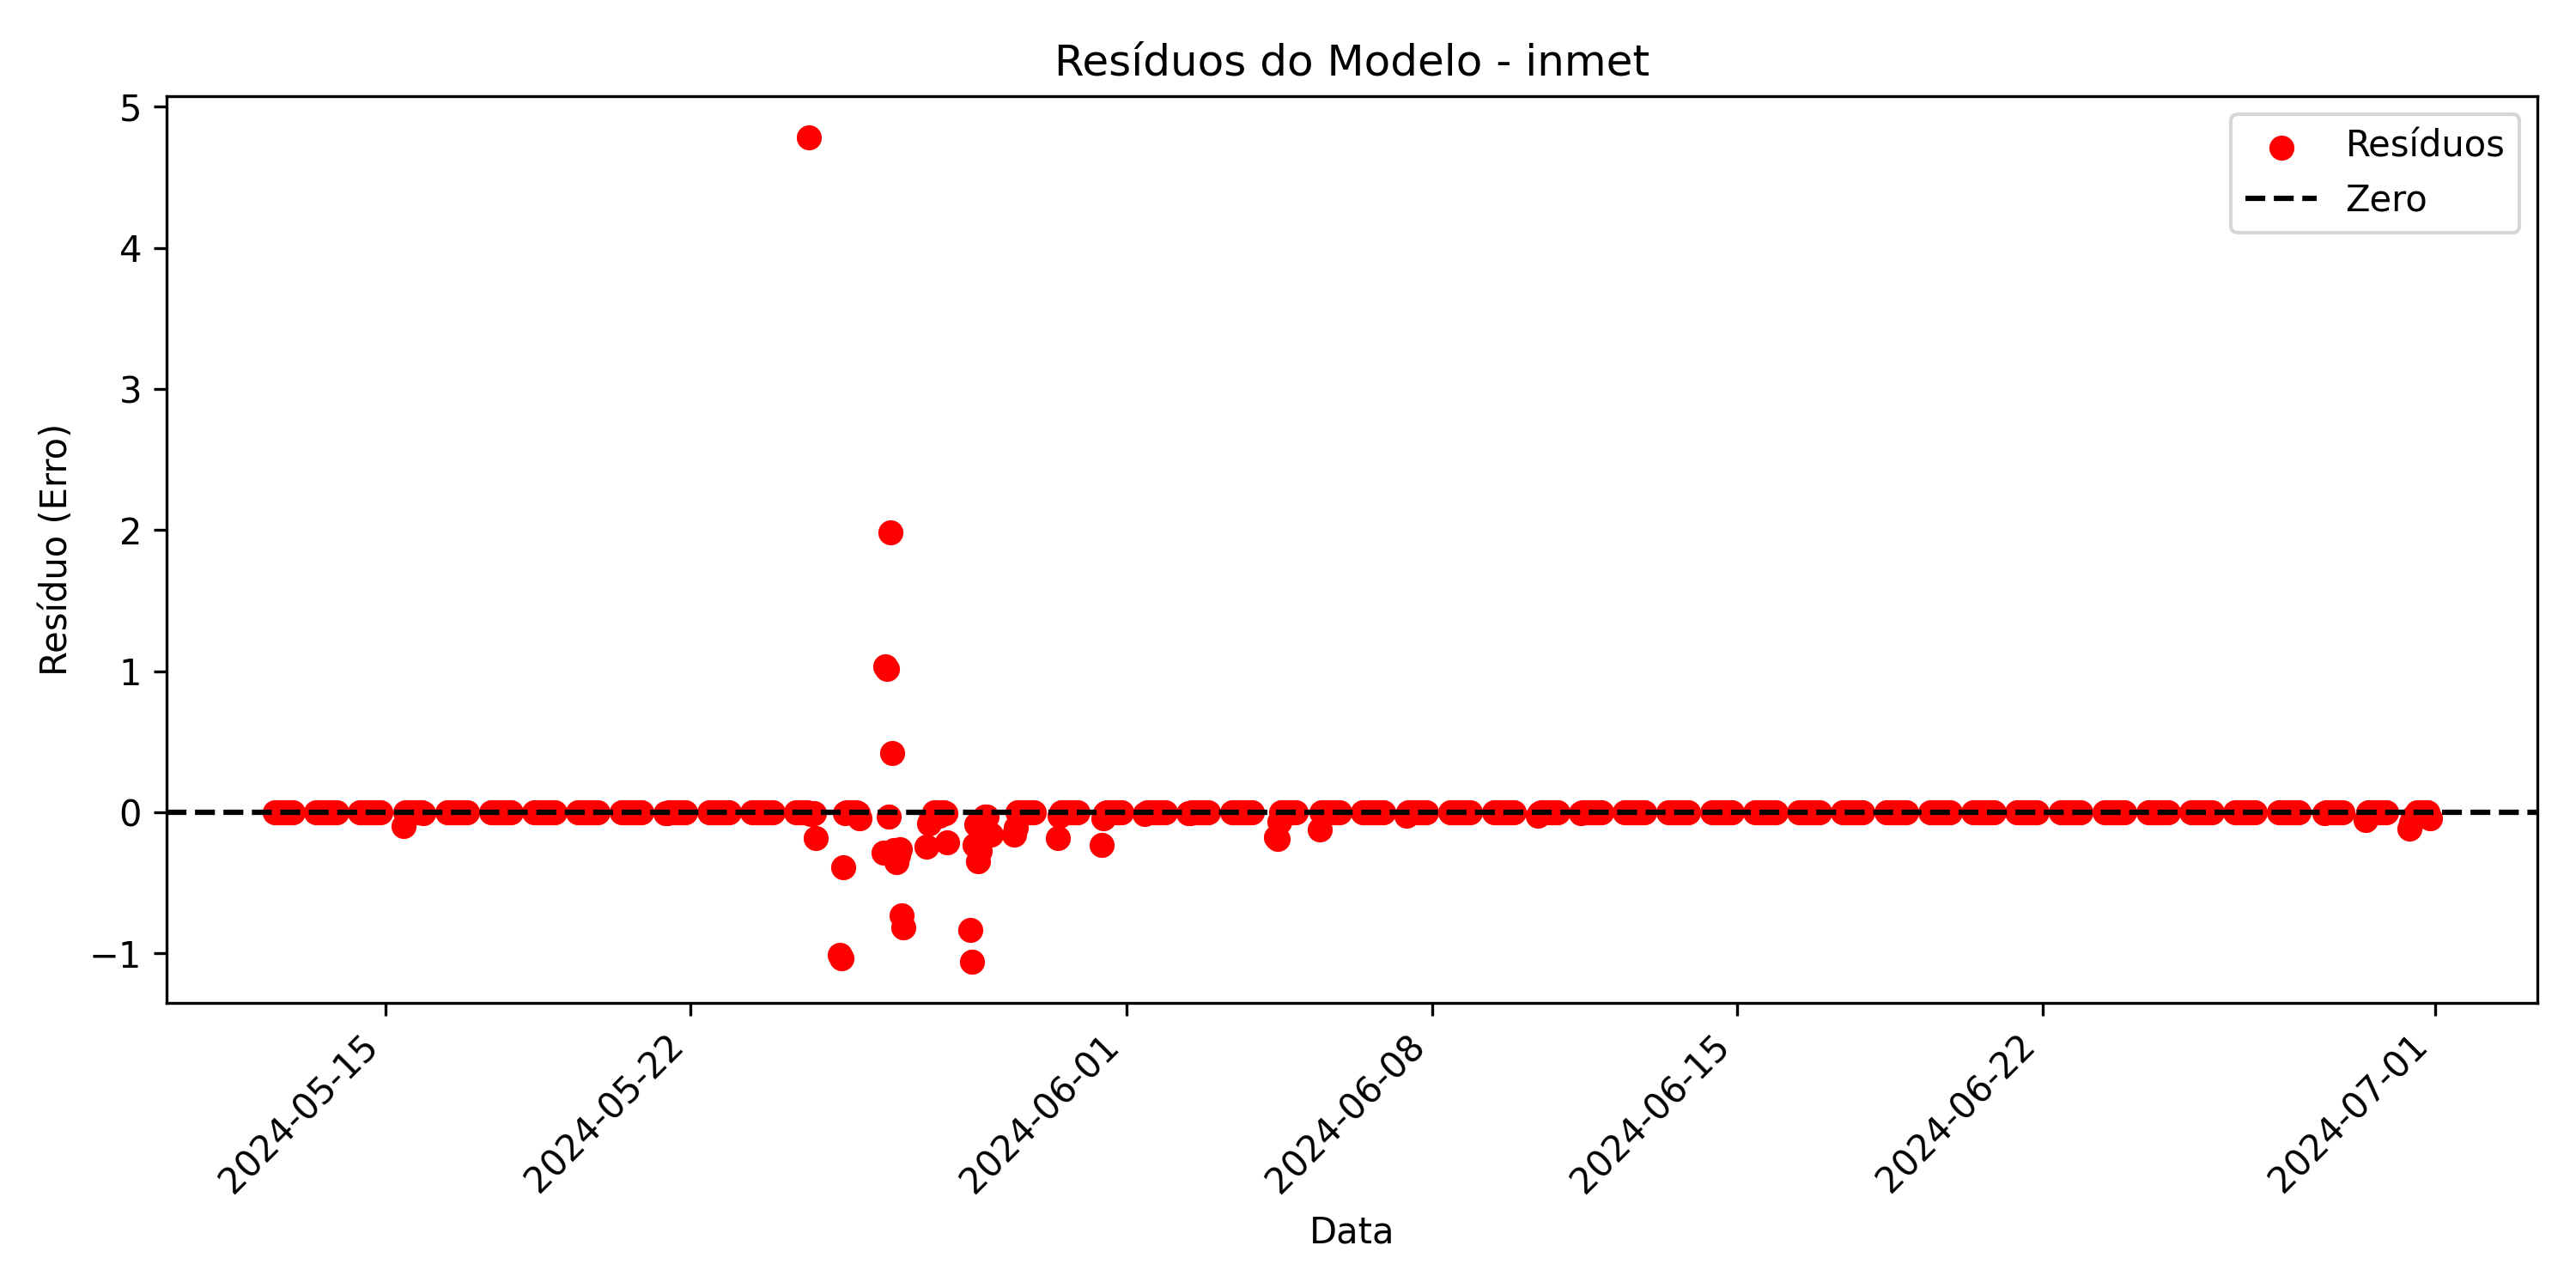 Resíduos do Modelo - inmet
Resíduos
Zero
Resíduo (Erro)
5
4
3
2
1
0
−1
2024-05-15
2024-05-22
2024-06-01
2024-06-08
2024-06-15
2024-06-22
2024-07-01
Data